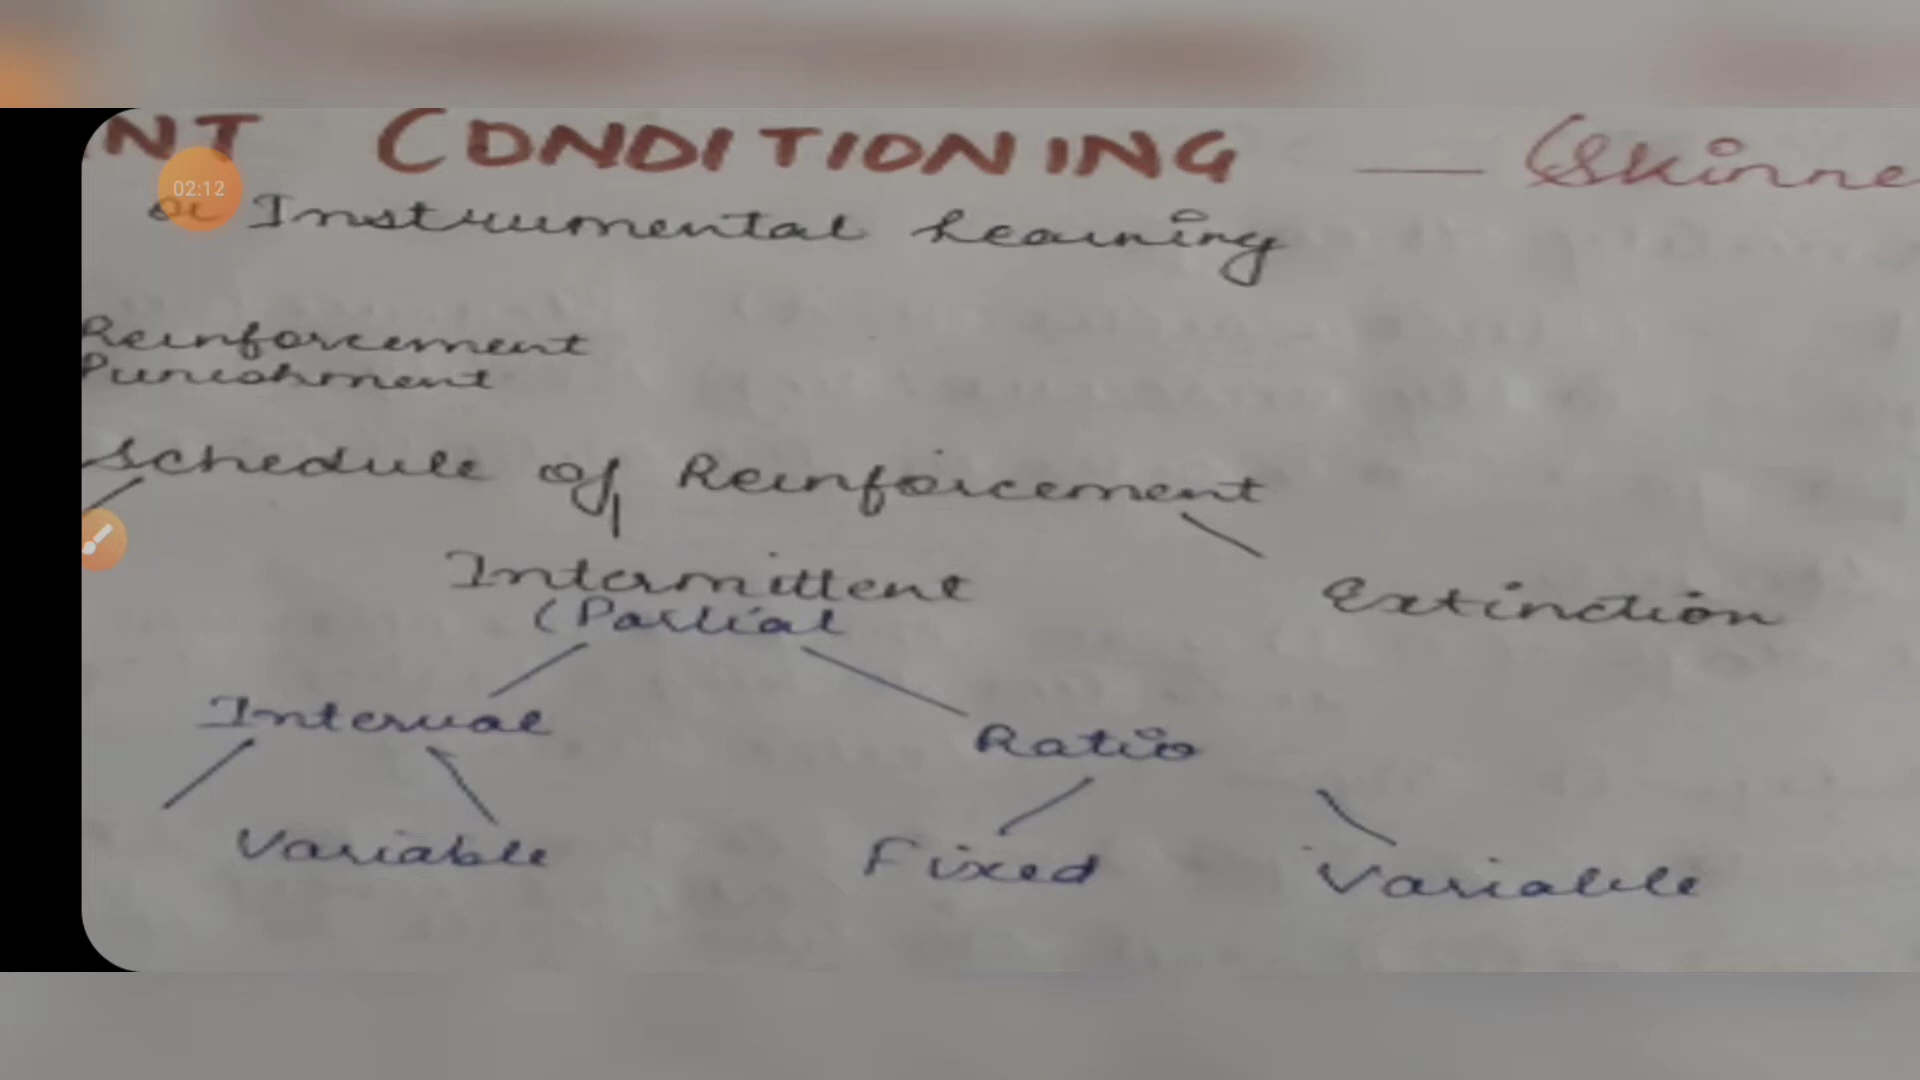 NT CONDITIONING — (Skinne
02:12
or Instrumental Learning
Reinforcement
Punishment
Schedule of Reinforcement
Intermittent
(Partial
Extinction
Interval
Ratio
Variable
Fixed
Variable